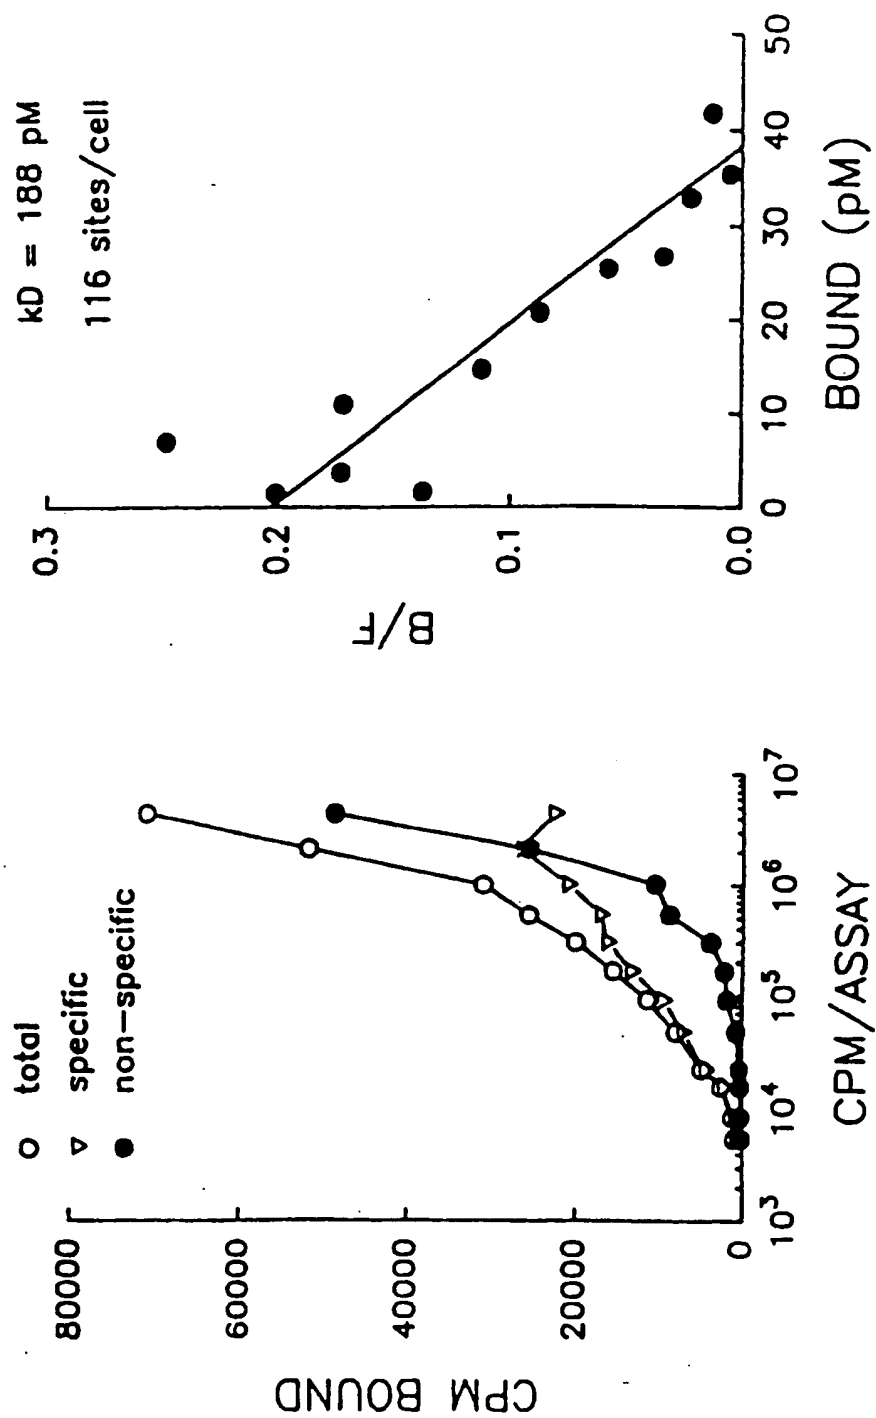 total
specific
non-specific
80000
60000
40000
20000
0
CPM BOUND
10³
10⁴
10⁵
10⁶
10⁷
CPM/ASSAY
kD = 188 pM
116 sites/cell
0.3
0.2
0.1
0.0
B/F
0
10
20
30
40
50
BOUND (pM)